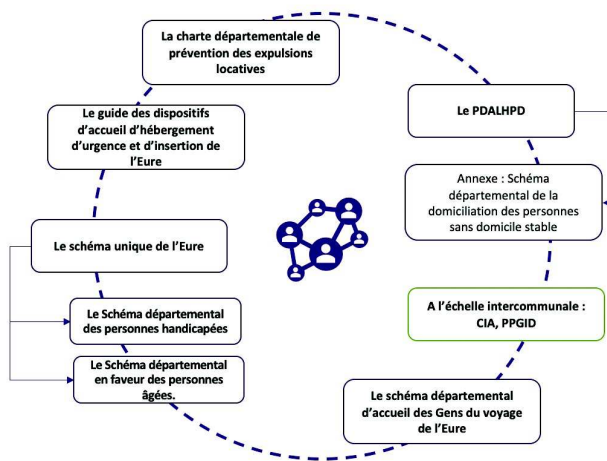 La charte départementale de
prévention des expulsions
locatives
Le PDALHPD
Le guide des dispositifs
d'accueil d'hébergement
d'urgence et d'insertion de
l'Eure
Annexe : Schéma
départemental de la
domiciliation des personnes
sans domicile stable
Le schéma unique de l'Eure
Le Schéma départemental
des personnes handicapées
A l'échelle intercommunale :
CIA, PPGID
Le Schéma départemental
en faveur des personnes
âgées.
Le schéma départemental
d'accueil des Gens du voyage
de l'Eure